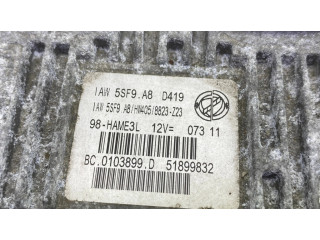 IAW 5SF9.A8 D419
IAW 5SF9.A8/HW405/8823-Z23
98-HAME3L 12V= 073 11
BC.0103899.D 51899832